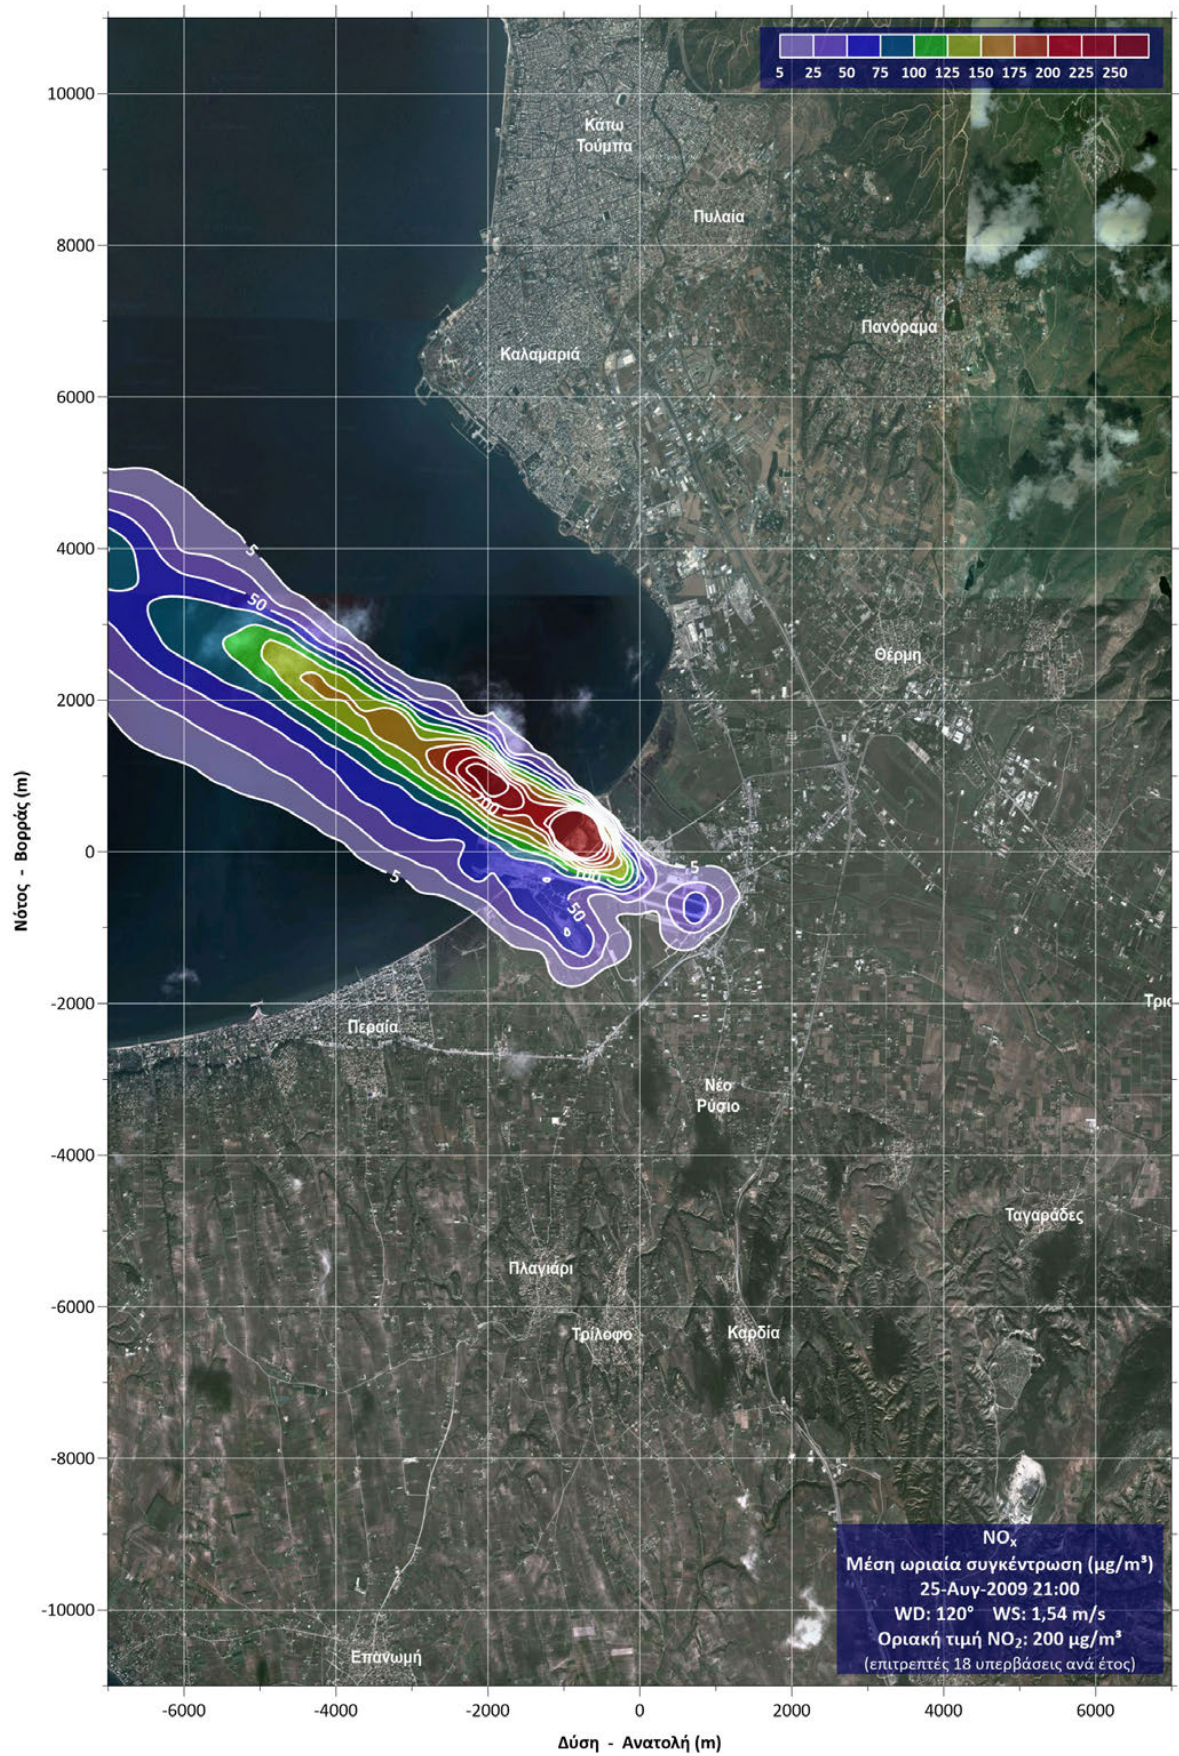 5 25 50 75 100 125 150 175 200 225 250
10000
8000
6000
4000
2000
0
-2000
-4000
-6000
-8000
-10000
Νότος - Βορράς (m)
Κάτω
Τούμπα
Πυλαία
Πανόραμα
Καλαμαριά
5
50
Θέρμη
200
100
5
5
50
Περαία
Νέο
Ρύσιο
Ταγαράδες
Πλαγιάρι
Τρίλοφο
Καρδία
Επανωμή
NOx
Μέση ωριαία συγκέντρωση (μg/m³)
25-Αυγ-2009 21:00
WD: 120° WS: 1,54 m/s
Οριακή τιμή NO₂: 200 μg/m³
(επιτρεπτές 18 υπερβάσεις ανά έτος)
-6000 -4000 -2000 0 2000 4000 6000
Δύση - Ανατολή (m)